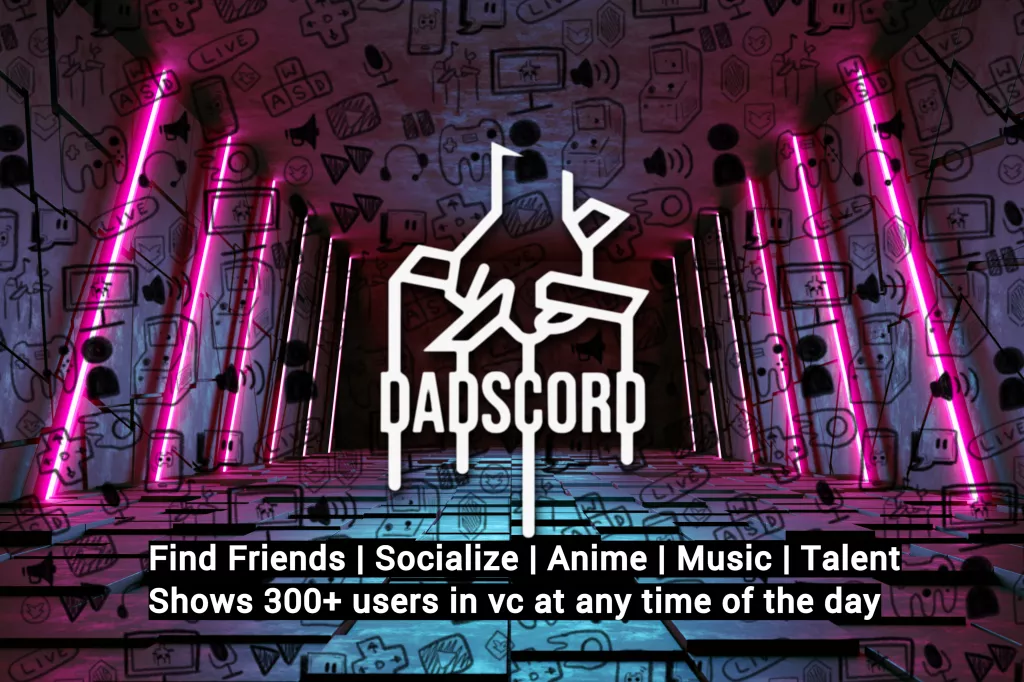 DADSCORD
Find Friends | Socialize | Anime | Music | Talent
Shows 300+ users in vc at any time of the day